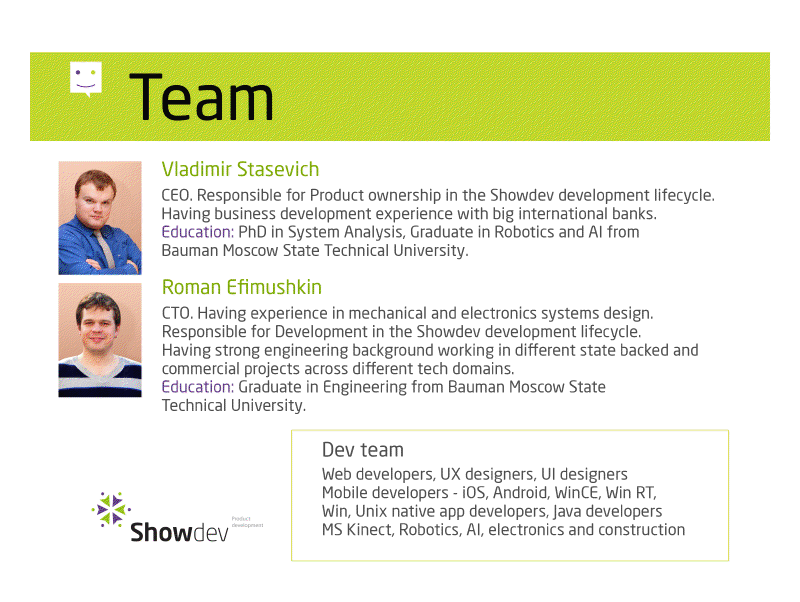 Team
Vladimir Stasevich
CEO. Responsible for Product ownership in the Showdev development lifecycle.
Having business development experience with big international banks.
Education: PhD in System Analysis, Graduate in Robotics and AI from
Bauman Moscow State Technical University.
Roman Efimushkin
CTO. Having experience in mechanical and electronics systems design.
Responsible for Development in the Showdev development lifecycle.
Having strong engineering background working in different state backed and
commercial projects across different tech domains.
Education: Graduate in Engineering from Bauman Moscow State
Technical University.
Dev team
Web developers, UX designers, UI designers
Mobile developers - iOS, Android, WinCE, Win RT,
Win, Unix native app developers, Java developers
MS Kinect, Robotics, AI, electronics and construction
Showdev
Product
development